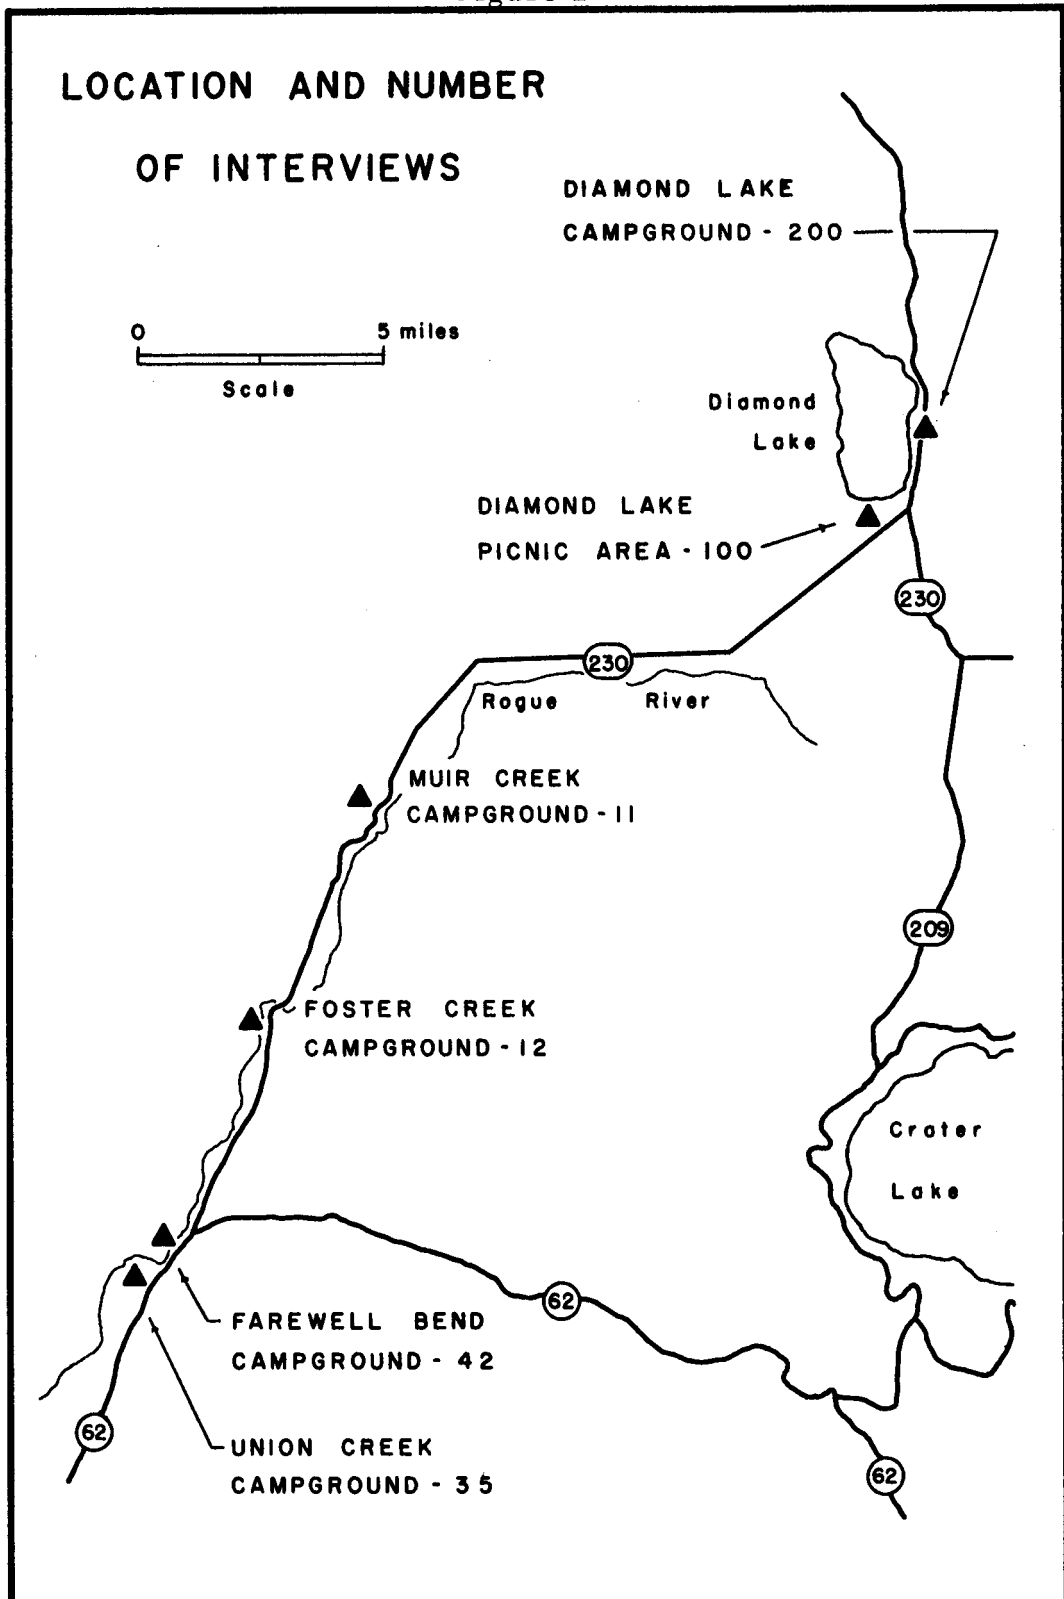 LOCATION AND NUMBER
OF INTERVIEWS
DIAMOND LAKE
CAMPGROUND - 200
0 5 miles
Scale
Diamond
Lake
DIAMOND LAKE
PICNIC AREA - 100
230
230
Rogue River
MUIR CREEK
CAMPGROUND - 11
209
FOSTER CREEK
CAMPGROUND - 12
Crater
Lake
62
FAREWELL BEND
CAMPGROUND - 42
62
UNION CREEK
CAMPGROUND - 35
62